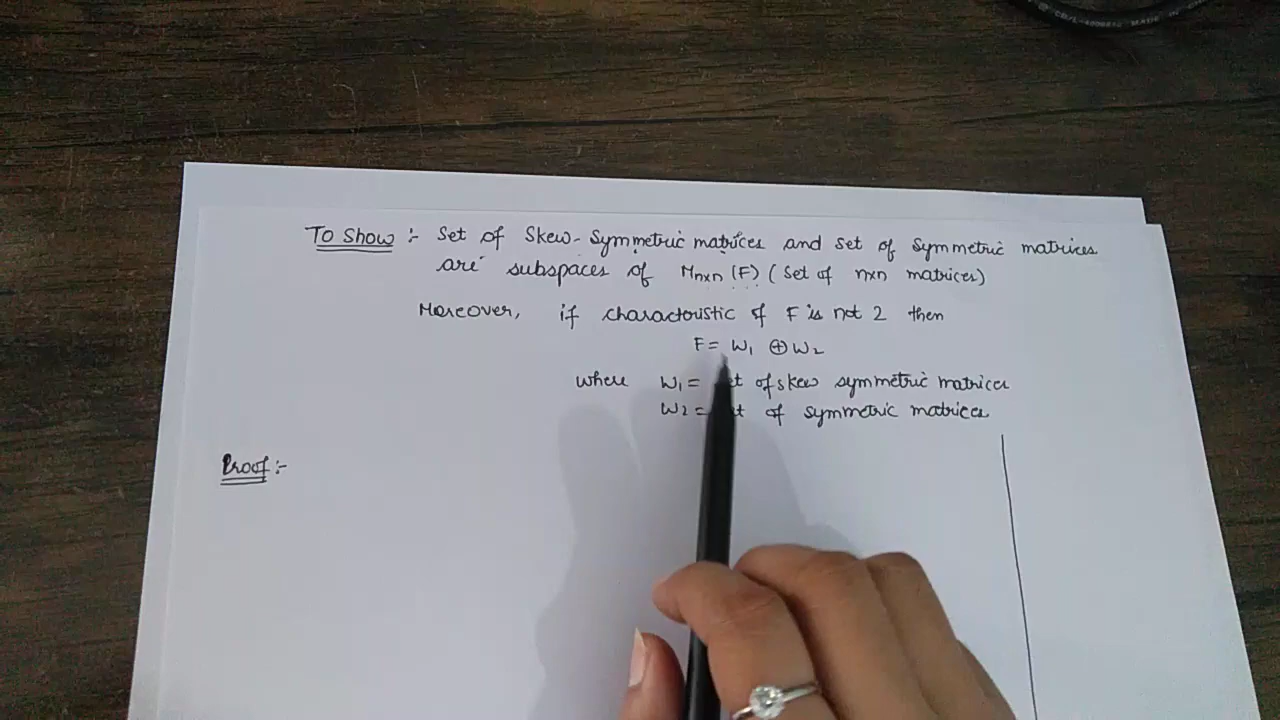 To Show :- Set of Skew-Symmetric matrices and set of symmetric matrices
are subspaces of Mnxn (F) (Set of nxn matrices)
Moreover, if characteristic of F is not 2 then
F = W1 ⊕ W2
where W1 = of skew symmetric matrices
W2 = of symmetric matrices
Proof :-